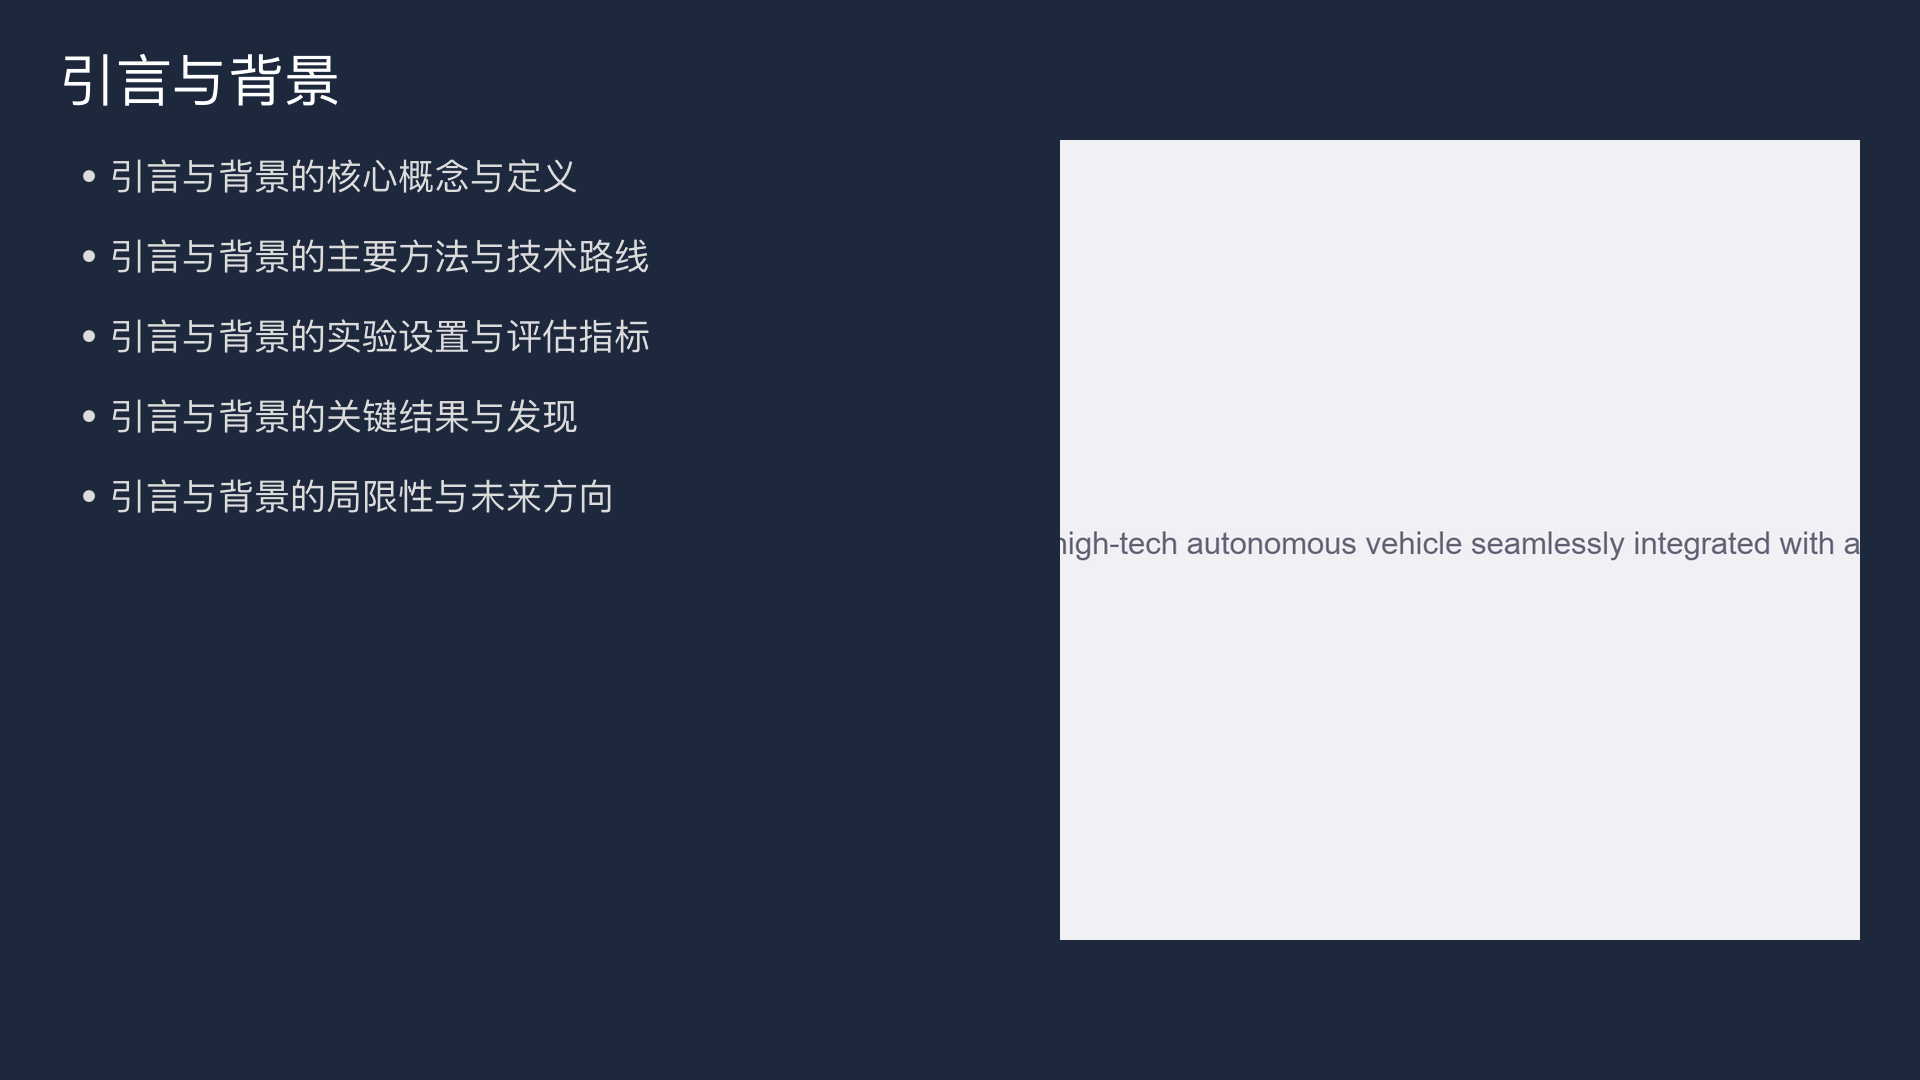 引言与背景
• 引言与背景的核心概念与定义
• 引言与背景的主要方法与技术路线
• 引言与背景的实验设置与评估指标
• 引言与背景的关键结果与发现
• 引言与背景的局限性与未来方向
high-tech autonomous vehicle seamlessly integrated with a